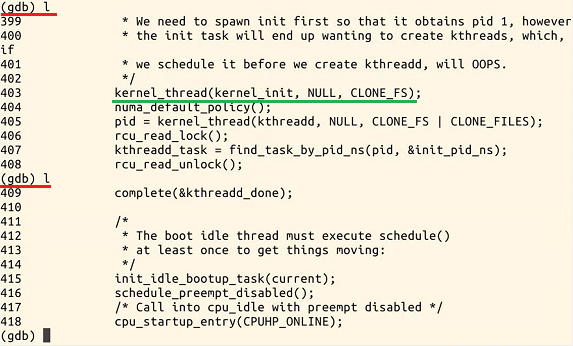 (gdb) l
399 * We need to spawn init first so that it obtains pid 1, however
400 * the init task will end up wanting to create kthreads, which,
if
401 * we schedule it before we create kthreadd, will OOPS.
402 */
403 kernel_thread(kernel_init, NULL, CLONE_FS);
404 numa_default_policy();
405 pid = kernel_thread(kthreadd, NULL, CLONE_FS | CLONE_FILES);
406 rcu_read_lock();
407 kthreadd_task = find_task_by_pid_ns(pid, &init_pid_ns);
408 rcu_read_unlock();
(gdb) l
409 complete(&kthreadd_done);
410
411 /*
412 * The boot idle thread must execute schedule()
413 * at least once to get things moving:
414 */
415 init_idle_bootup_task(current);
416 schedule_preempt_disabled();
417 /* Call into cpu_idle with preempt disabled */
418 cpu_startup_entry(CPUHP_ONLINE);
(gdb)